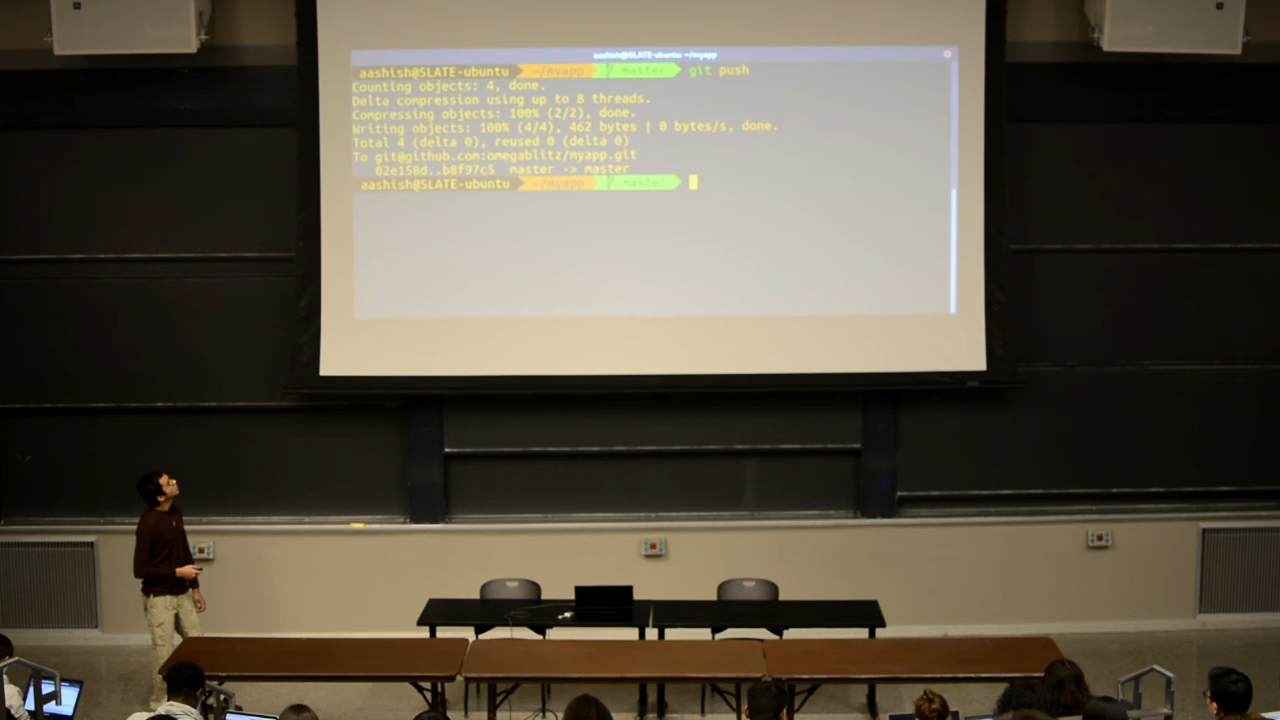 aashish@SLATE-ubuntu ~/myapp
aashish@SLATE-ubuntu ~/myapp master git push
Counting objects: 4, done.
Delta compression using up to 8 threads.
Compressing objects: 100% (2/2), done.
Writing objects: 100% (4/4), 462 bytes | 0 bytes/s, done.
Total 4 (delta 0), reused 0 (delta 0)
To git@github.com:omegablitz/myapp.git
02e158d..b8f97c5 master -> master
aashish@SLATE-ubuntu ~/myapp master